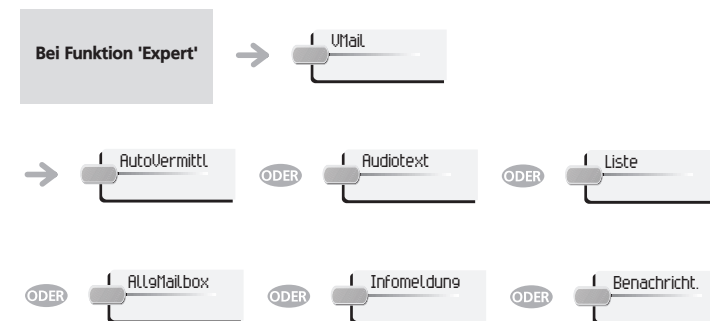 Bei Funktion 'Expert'
VMail
AutoVermittl
ODER
Audiotext
ODER
Liste
ODER
AllgMailbox
ODER
Infomeldung
ODER
Benachricht.